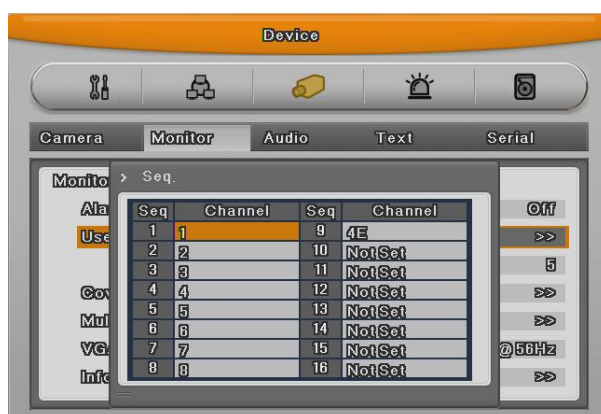 Device
Camera Monitor Audio Text Serial
Monito
> Seq.
Ala Off
Use >>
5
Cov >>
Mul >>
VGA @ 56Hz
Info >>
Seq Channel Seq Channel
1 1 9 4E
2 2 10 NotSet
3 3 11 NotSet
4 4 12 NotSet
5 5 13 NotSet
6 6 14 NotSet
7 7 15 NotSet
8 8 16 NotSet